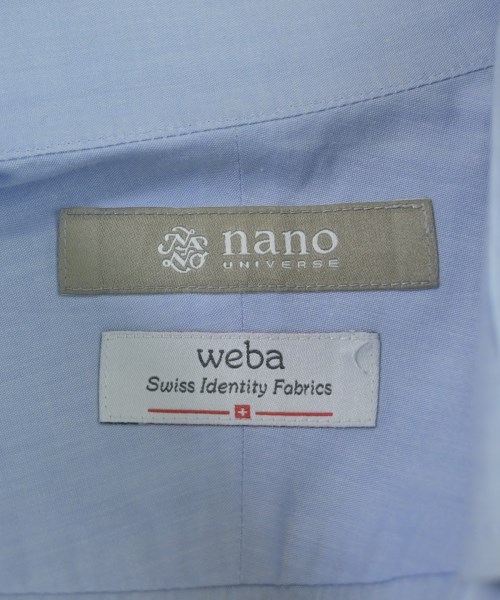 nano
UNIVERSE
weba
Swiss Identity Fabrics